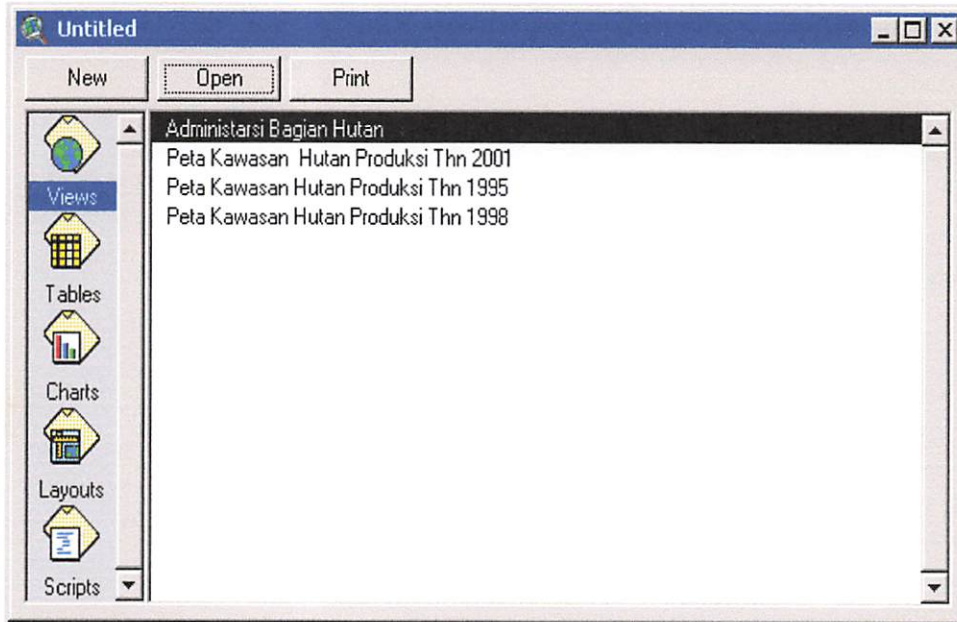 Untitled
New Open Print
Administarsi Bagian Hutan
Peta Kawasan  Hutan Produksi Thn 2001
Peta Kawasan Hutan Produksi Thn 1995
Peta Kawasan Hutan Produksi Thn 1998
Views
Tables
Charts
Layouts
Scripts